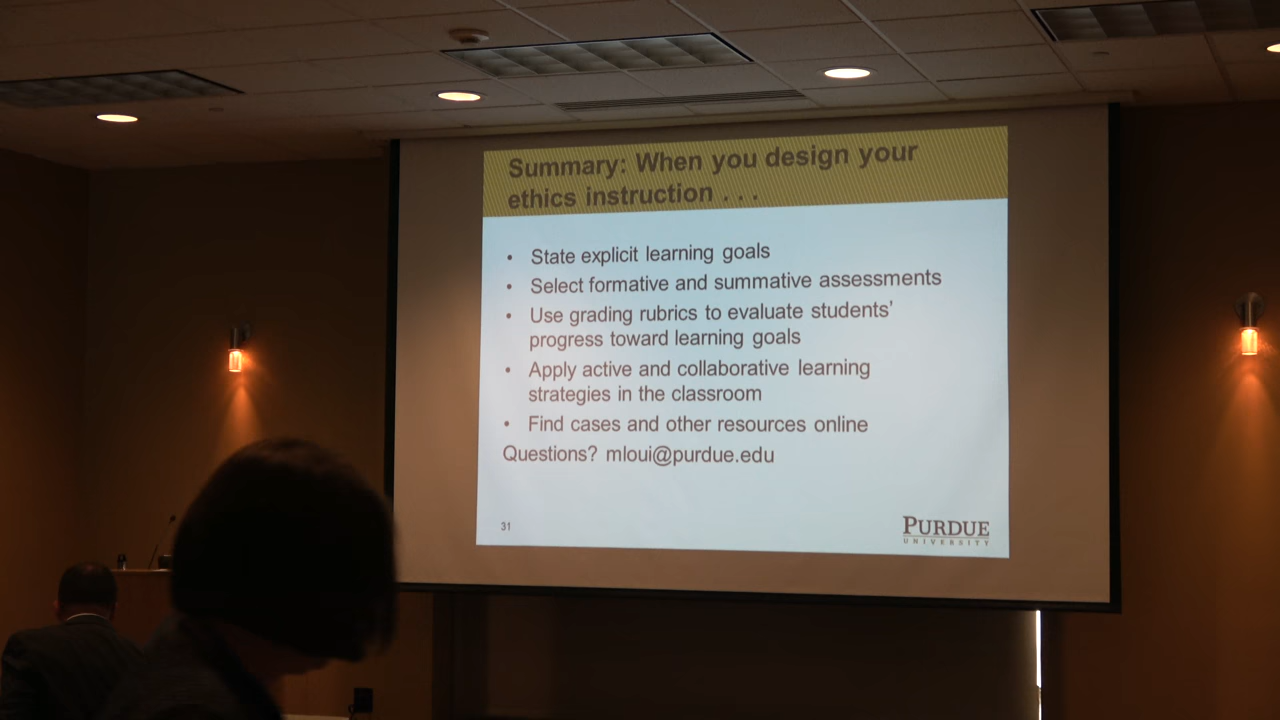 Summary: When you design your
ethics instruction . . .
• State explicit learning goals
• Select formative and summative assessments
• Use grading rubrics to evaluate students’
progress toward learning goals
• Apply active and collaborative learning
strategies in the classroom
• Find cases and other resources online
Questions? mloui@purdue.edu
31
PURDUE
UNIVERSITY